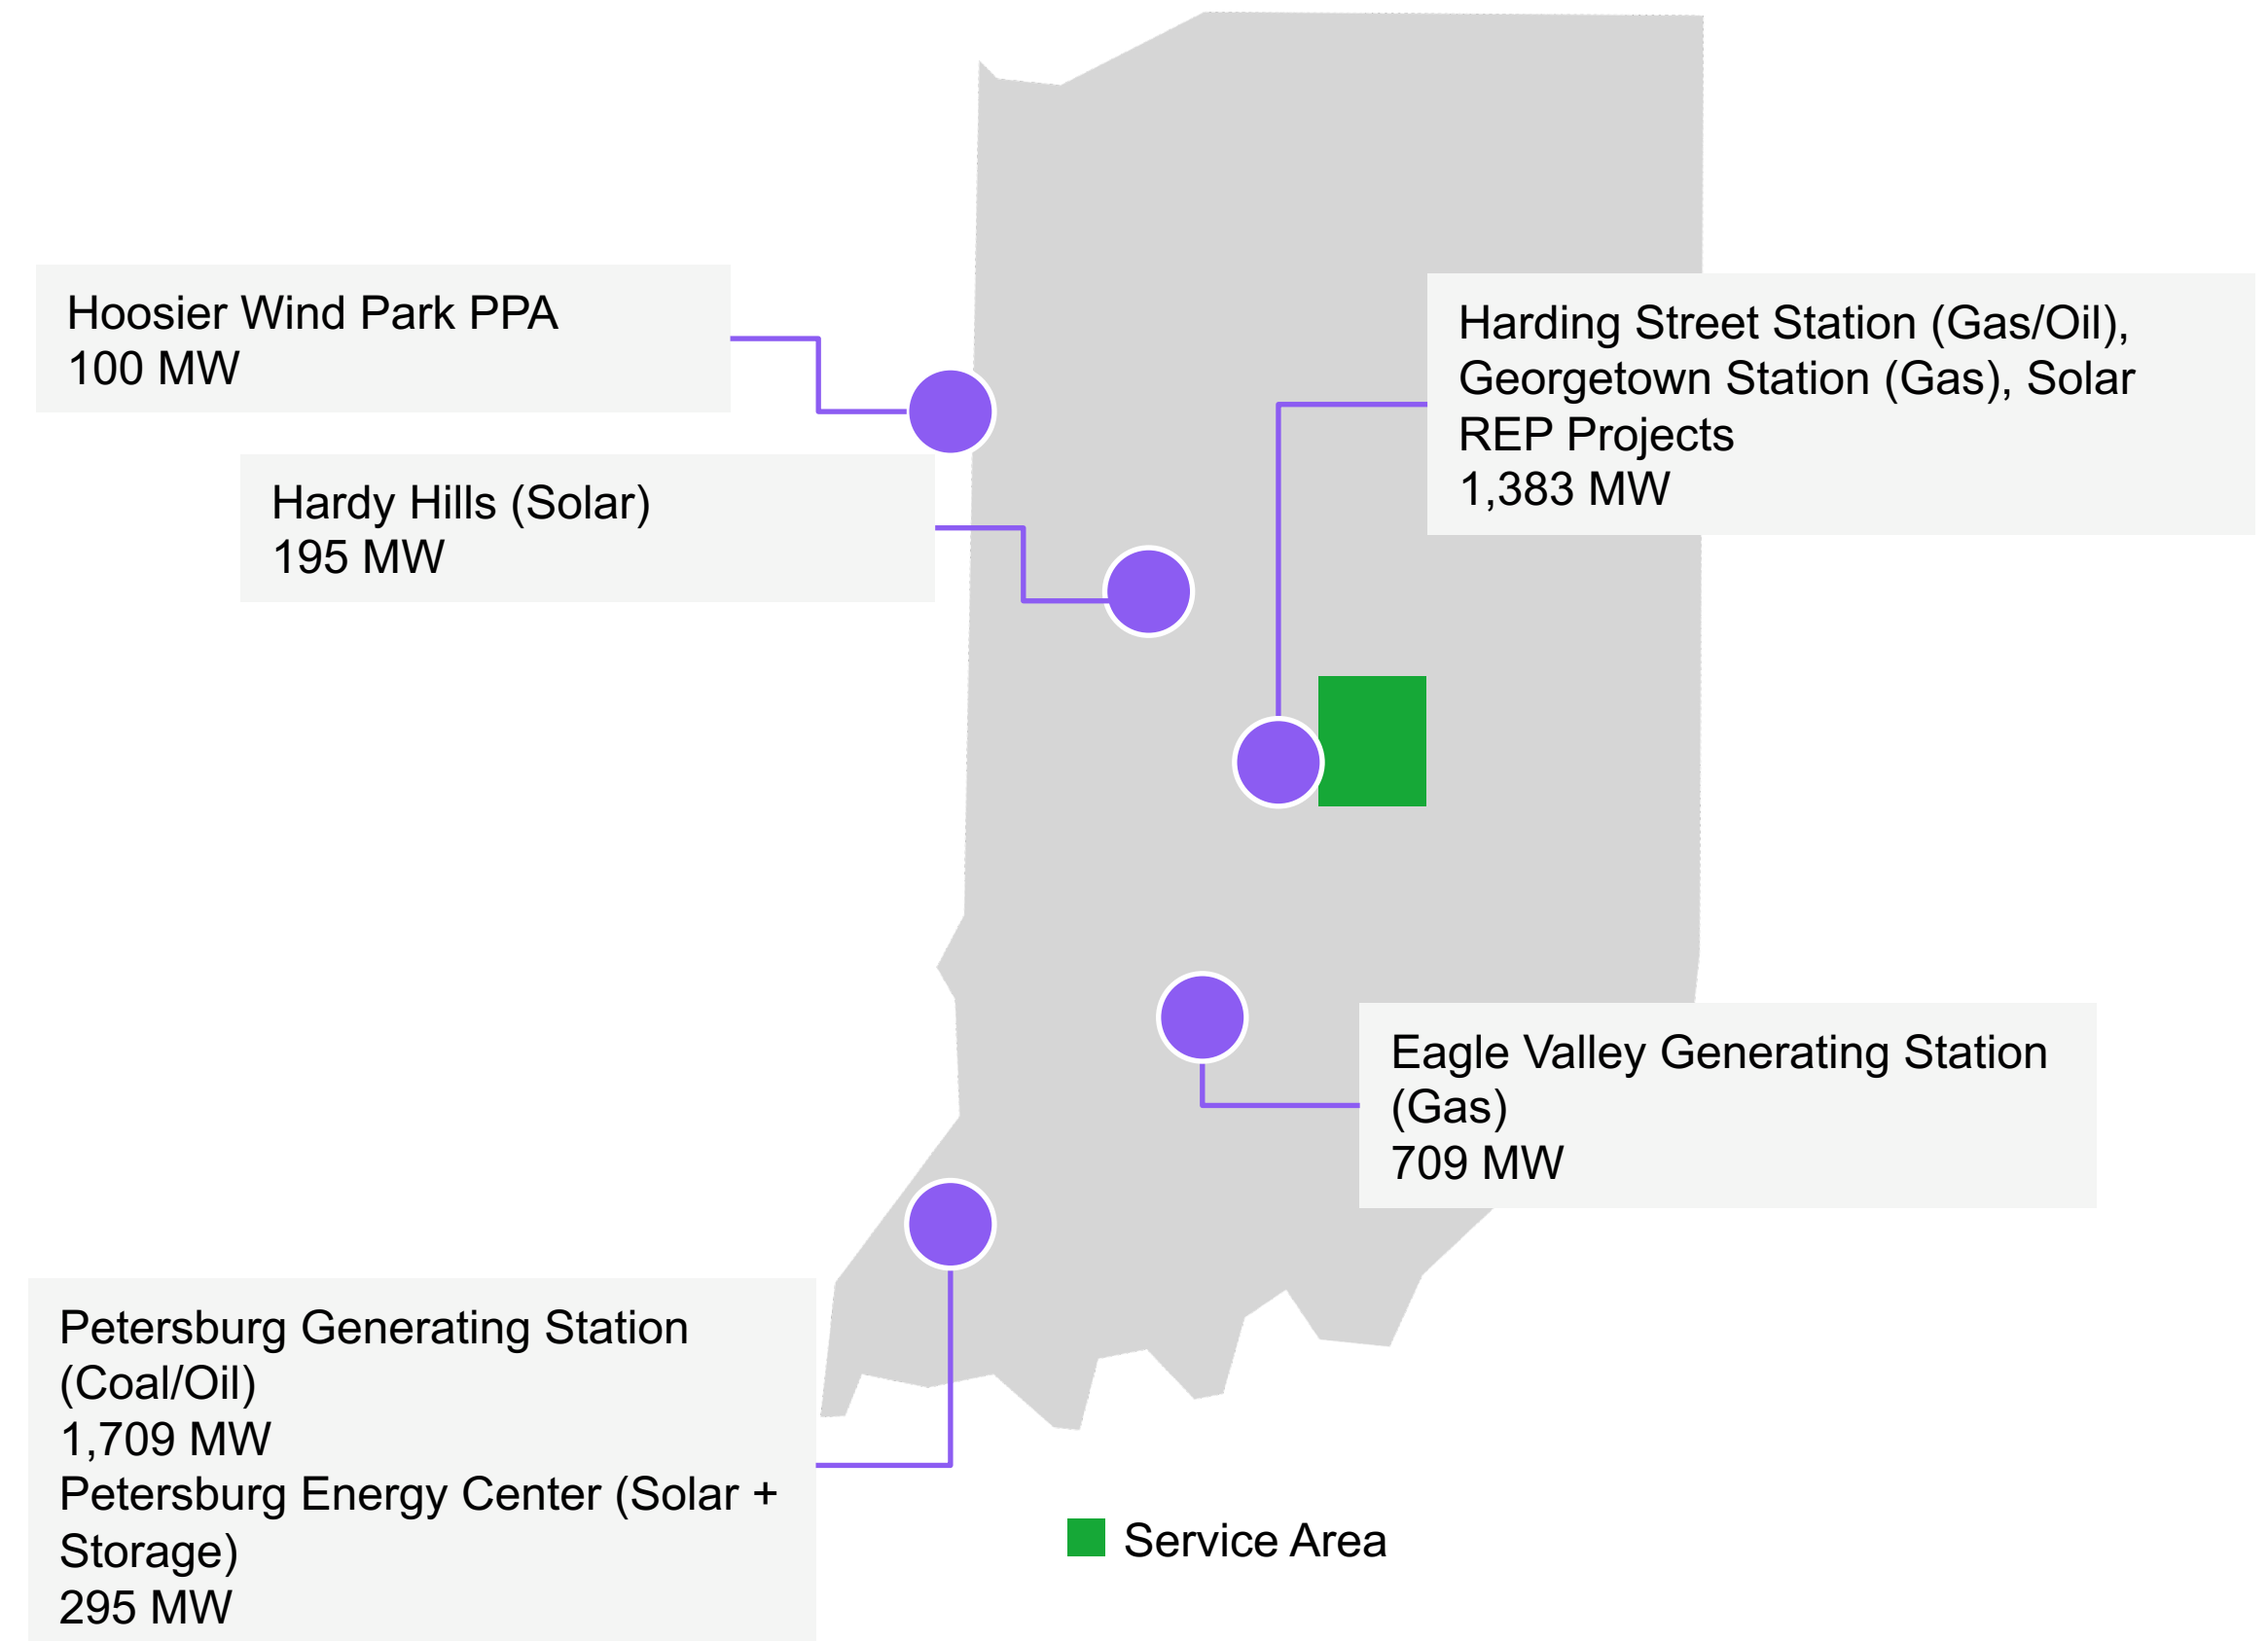 Hoosier Wind Park PPA
100 MW
Harding Street Station (Gas/Oil),
Georgetown Station (Gas), Solar
REP Projects
1,383 MW
Hardy Hills (Solar)
195 MW
Eagle Valley Generating Station
(Gas)
709 MW
Petersburg Generating Station
(Coal/Oil)
1,709 MW
Petersburg Energy Center (Solar +
Storage)
295 MW
Service Area